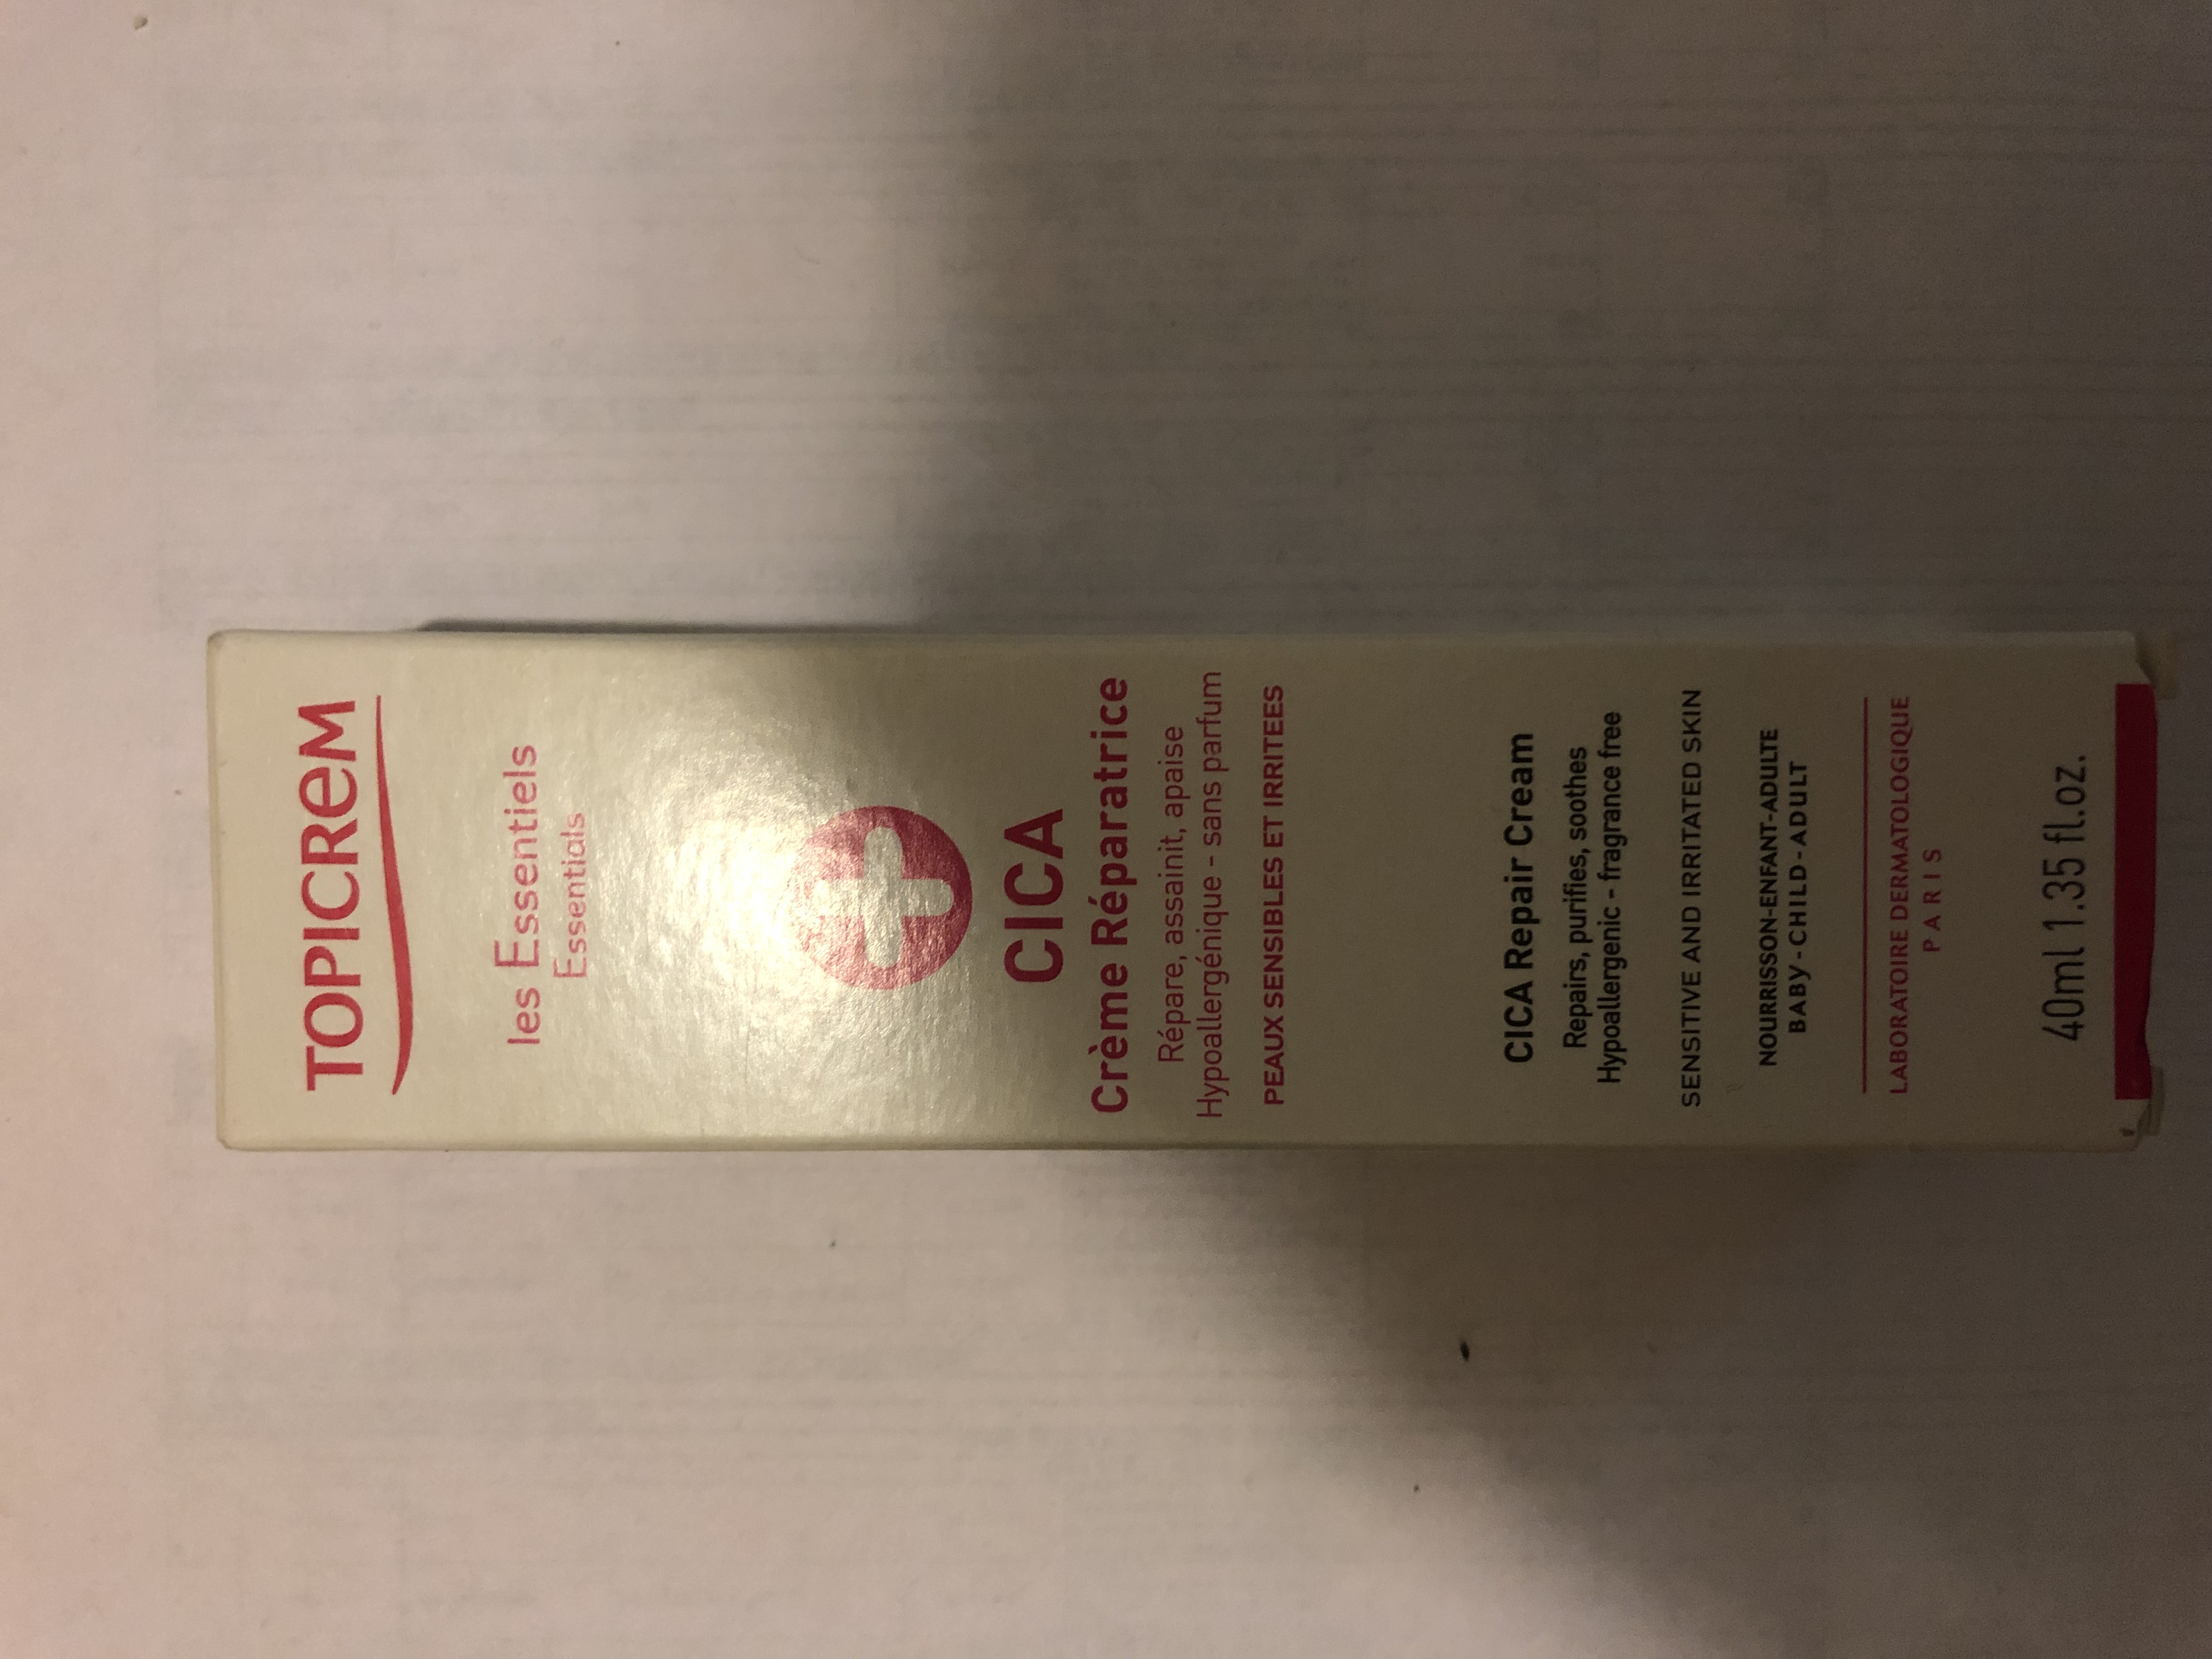 TOPICREM
les Essentiels
Essentials
CICA
Crème Réparatrice
Répare, assainit, apaise
Hypoallergénique - sans parfum
PEAUX SENSIBLES ET IRRITEES
CICA Repair Cream
Repairs, purifies, soothes
Hypoallergenic - fragrance free
SENSITIVE AND IRRITATED SKIN
NOURRISSON-ENFANT-ADULTE
BABY - CHILD - ADULT
LABORATOIRE DERMATOLOGIQUE
PARIS
40ml 1.35 fl.oz.